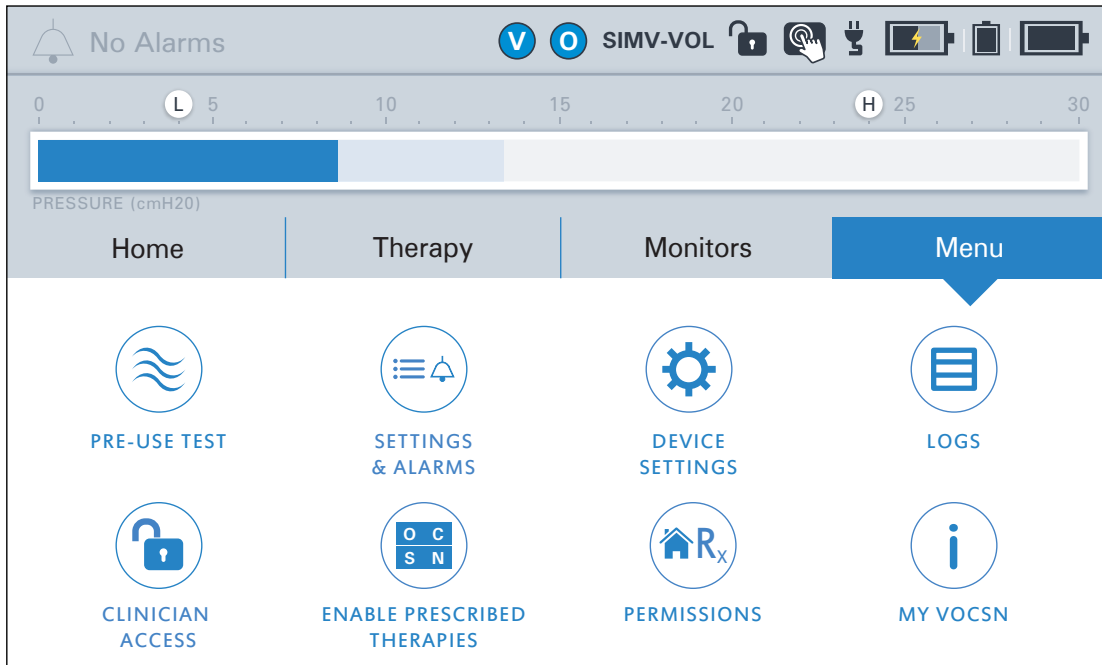 No Alarms
V O SIMV-VOL
0 L 5 10 15 20 H 25 30
PRESSURE (cmH20)
Home Therapy Monitors Menu
PRE-USE TEST
SETTINGS
& ALARMS
DEVICE
SETTINGS
LOGS
CLINICIAN
ACCESS
O C
S N
ENABLE PRESCRIBED
THERAPIES
Rx
PERMISSIONS
i
MY VOCSN